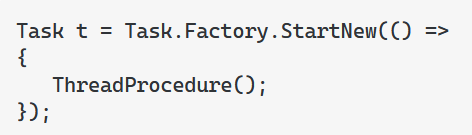 Task t = Task.Factory.StartNew(() =>
{
   ThreadProcedure();
});